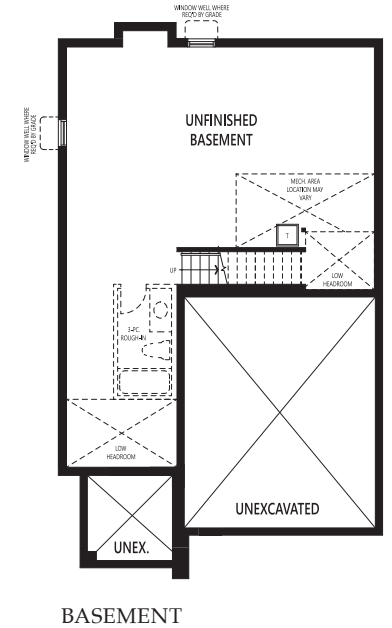 WINDOW WELL WHERE
REQ'D BY GRADE
WINDOW WELL WHERE
REQ'D BY GRADE
UNFINISHED
BASEMENT
MECH. AREA
LOCATION MAY
VARY
T
UP
LOW
HEADROOM
3-PC.
ROUGH-IN
LOW
HEADROOM
UNEXCAVATED
UNEX.
BASEMENT